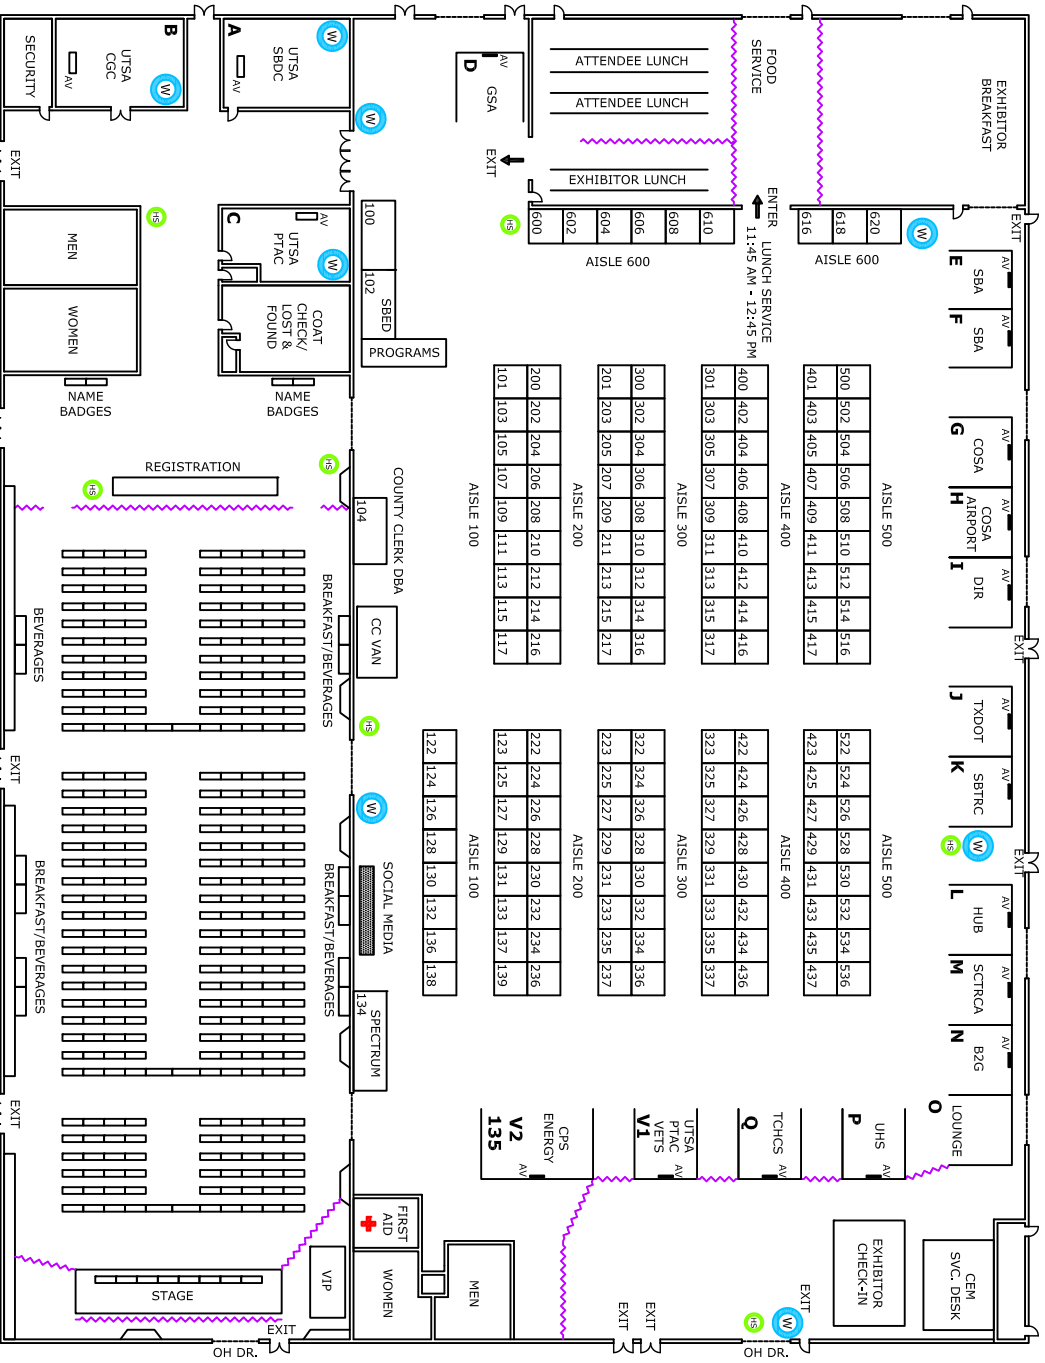 SECURITY
B
UTSA
CGC
AV
W
A
UTSA
SBDC
AV
W
W
D
AV
GSA
EXIT
ATTENDEE LUNCH
ATTENDEE LUNCH
EXHIBITOR LUNCH
FOOD
SERVICE
EXHIBITOR
BREAKFAST
EXIT
HS
MEN
WOMEN
C
AV
UTSA
PTAC
W
COAT
CHECK/
LOST &
FOUND
100
102
SBED
PROGRAMS
NAME
BADGES
NAME
BADGES
EXIT
HS
600
602
604
606
608
610
AISLE 600
ENTER
LUNCH SERVICE
11:45 AM - 12:45 PM
616
618
620
AISLE 600
W
EXIT
E
SBA
AV
F
SBA
AV
G
COSA
AV
H
COSA
AIRPORT
AV
I
DIR
AV
EXIT
J
TXDOT
AV
K
SBTRC
AV
HS
W
EXIT
L
HUB
AV
M
SCTRCA
AV
N
B2G
AV
O
LOUNGE
101
103
105
107
109
111
113
115
117
200
202
204
206
208
210
212
214
216
201
203
205
207
209
211
213
215
217
300
302
304
306
308
310
312
314
316
301
303
305
307
309
311
313
315
317
400
402
404
406
408
410
412
414
416
401
403
405
407
409
411
413
415
417
500
502
504
506
508
510
512
514
516
AISLE 100
AISLE 200
AISLE 300
AISLE 400
AISLE 500
REGISTRATION
HS
HS
104
COUNTY CLERK DBA
CC VAN
BEVERAGES
BREAKFAST/BEVERAGES
HS
EXIT
122
124
126
128
130
132
136
138
123
125
127
129
131
133
137
139
222
224
226
228
230
232
234
236
223
225
227
229
231
233
235
237
322
324
326
328
330
332
334
336
323
325
327
329
331
333
335
337
422
424
426
428
430
432
434
436
423
425
427
429
431
433
435
437
522
524
526
528
530
532
534
536
AISLE 100
AISLE 200
AISLE 300
AISLE 400
AISLE 500
W
SOCIAL MEDIA
BREAKFAST/BEVERAGES
BREAKFAST/BEVERAGES
134
SPECTRUM
EXIT
V2
135
CPS
ENERGY
AV
V1
UTSA
PTAC
VETS
AV
Q
TCHCS
AV
P
UHS
AV
FIRST
AID
WOMEN
MEN
VIP
STAGE
EXIT
OH DR.
EXIT
EXIT
HS
W
EXIT
OH DR.
EXHIBITOR
CHECK-IN
CEM
SVC. DESK